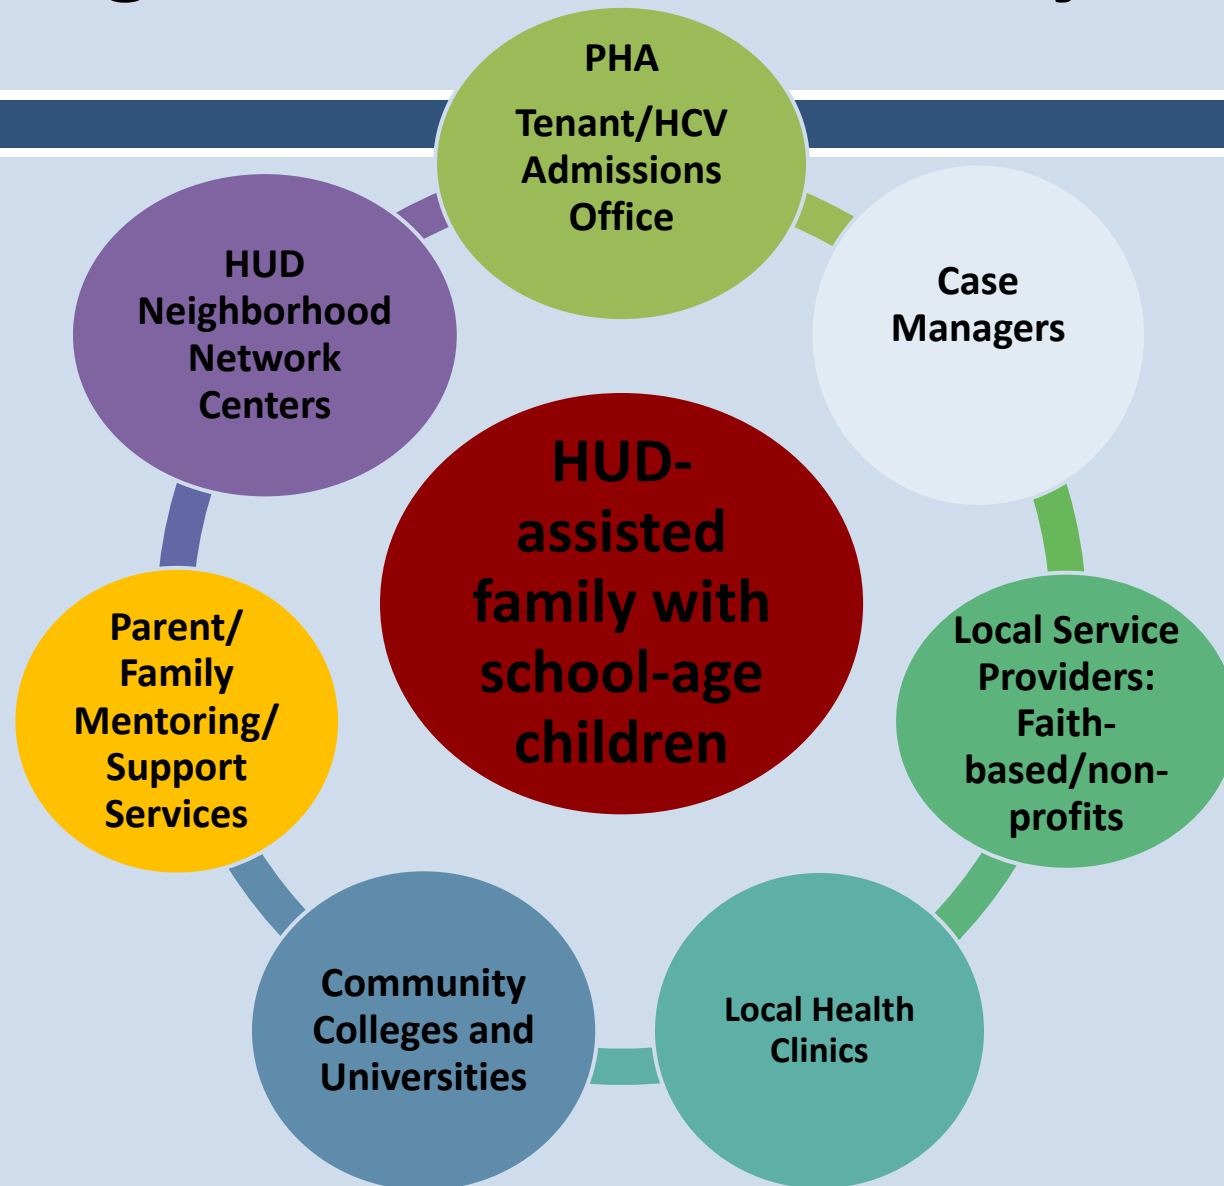 PHA
Tenant/HCV
Admissions
Office
Case
Managers
Local Service
Providers:
Faith-
based/non-
profits
Local Health
Clinics
Community
Colleges and
Universities
Parent/
Family
Mentoring/
Support
Services
HUD
Neighborhood
Network
Centers
HUD-
assisted
family with
school-age
children